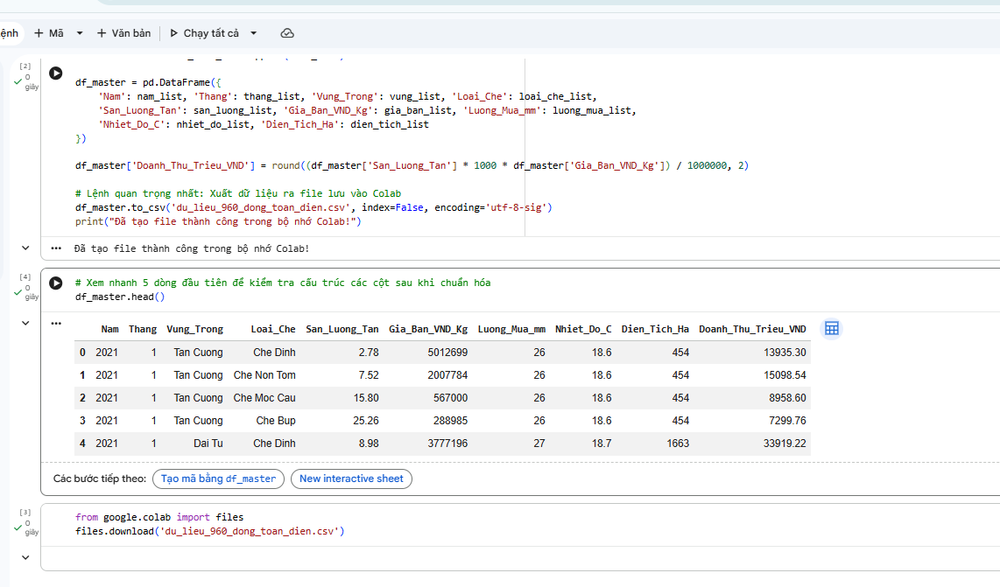 ệnh + Mã + Văn bản Chạy tất cả
[2]
0
giây
df_master = pd.DataFrame({
'Nam': nam_list, 'Thang': thang_list, 'Vung_Trong': vung_list, 'Loai_Che': loai_che_list,
'San_Luong_Tan': san_luong_list, 'Gia_Ban_VND_Kg': gia_ban_list, 'Luong_Mua_mm': luong_mua_list,
'Nhiet_Do_C': nhiet_do_list, 'Dien_Tich_Ha': dien_tich_list
})
df_master['Doanh_Thu_Trieu_VND'] = round((df_master['San_Luong_Tan'] * 1000 * df_master['Gia_Ban_VND_Kg']) / 1000000, 2)
# Lệnh quan trọng nhất: Xuất dữ liệu ra file lưu vào Colab
df_master.to_csv('du_lieu_960_dong_toan_dien.csv', index=False, encoding='utf-8-sig')
print("Đã tạo file thành công trong bộ nhớ Colab!")
Đã tạo file thành công trong bộ nhớ Colab!
[4]
0
giây
# Xem nhanh 5 dòng đầu tiên để kiểm tra cấu trúc các cột sau khi chuẩn hóa
df_master.head()
Nam Thang Vung_Trong Loai_Che San_Luong_Tan Gia_Ban_VND_Kg Luong_Mua_mm Nhiet_Do_C Dien_Tich_Ha Doanh_Thu_Trieu_VND
0 2021 1 Tan Cuong Che Dinh 2.78 5012699 26 18.6 454 13935.30
1 2021 1 Tan Cuong Che Non Tom 7.52 2007784 26 18.6 454 15098.54
2 2021 1 Tan Cuong Che Moc Cau 15.80 567000 26 18.6 454 8958.60
3 2021 1 Tan Cuong Che Bup 25.26 288985 26 18.6 454 7299.76
4 2021 1 Dai Tu Che Dinh 8.98 3777196 27 18.7 1663 33919.22
Các bước tiếp theo: Tạo mã bằng df_master New interactive sheet
[3]
0
giây
from google.colab import files
files.download('du_lieu_960_dong_toan_dien.csv')